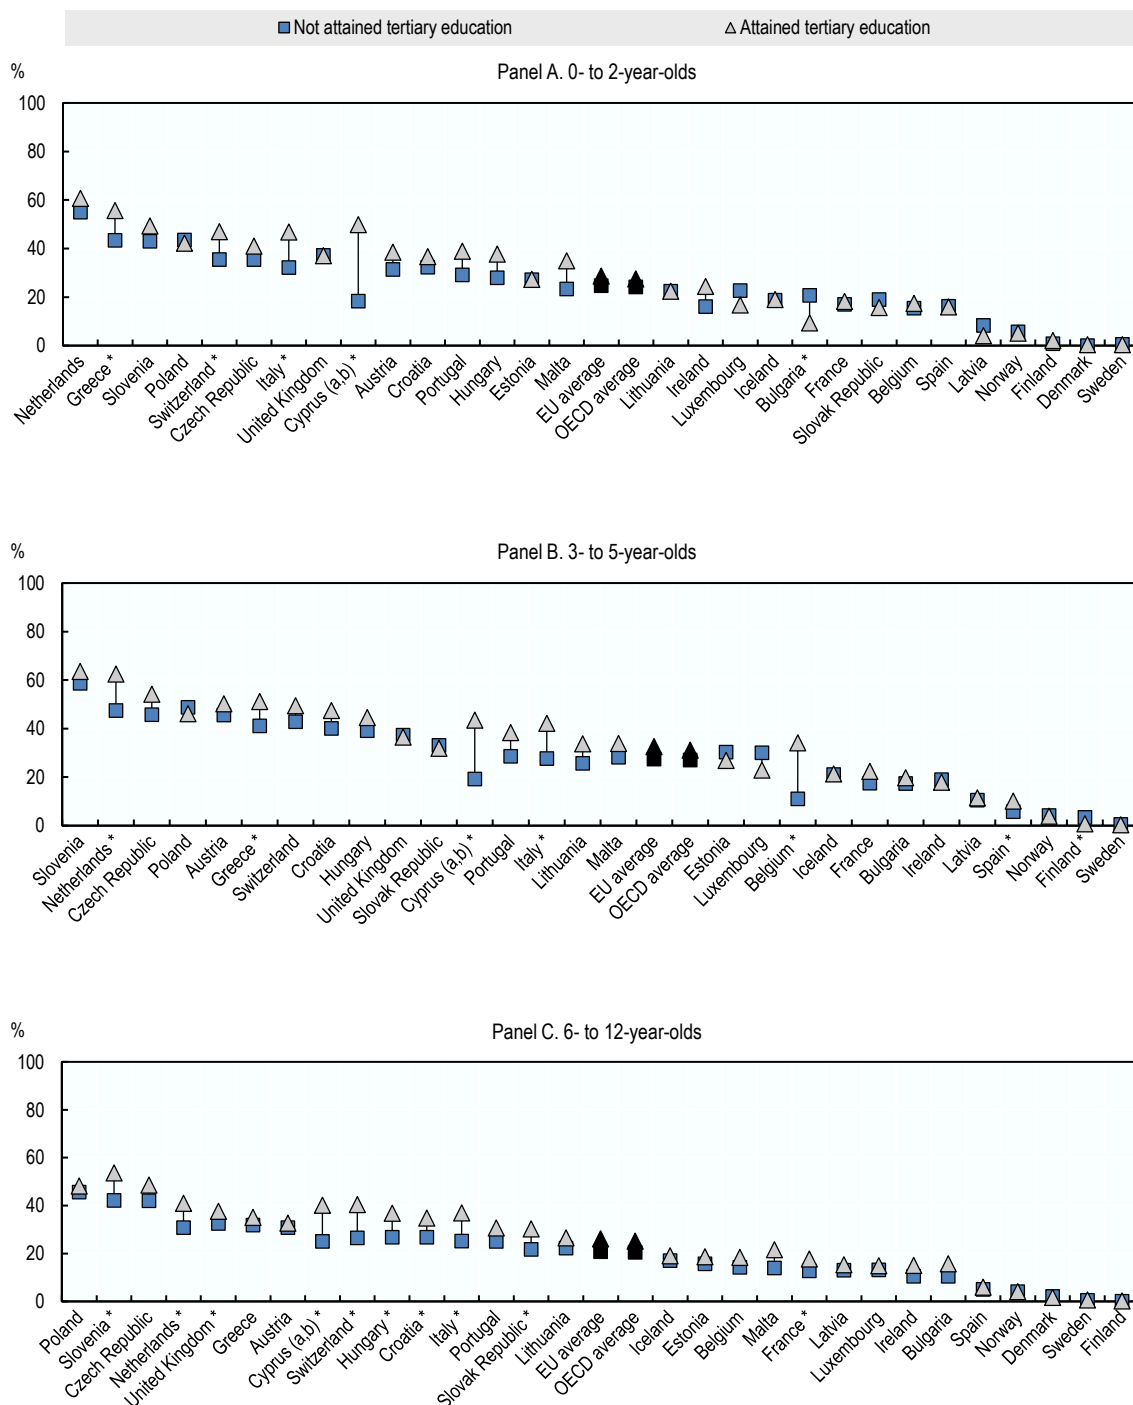 Not attained tertiary education
Attained tertiary education
%
Panel A. 0- to 2-year-olds
100
80
60
40
20
0
Netherlands
Greece *
Slovenia
Poland
Switzerland *
Czech Republic
Italy *
United Kingdom
Cyprus (a,b) *
Austria
Croatia
Portugal
Hungary
Estonia
Malta
EU average
OECD average
Lithuania
Ireland
Luxembourg
Iceland
Bulgaria *
France
Slovak Republic
Belgium
Spain
Latvia
Norway
Finland
Denmark
Sweden
%
Panel B. 3- to 5-year-olds
100
80
60
40
20
0
Slovenia
Netherlands *
Czech Republic
Poland
Austria
Greece *
Switzerland
Croatia
Hungary
United Kingdom
Slovak Republic
Cyprus (a,b) *
Portugal
Italy *
Lithuania
Malta
EU average
OECD average
Estonia
Luxembourg
Belgium *
Iceland
France
Bulgaria
Ireland
Latvia
Spain *
Norway
Finland *
Sweden
%
Panel C. 6- to 12-year-olds
100
80
60
40
20
0
Poland
Slovenia *
Czech Republic
Netherlands *
United Kingdom *
Greece
Austria
Cyprus (a,b) *
Switzerland *
Hungary *
Croatia *
Italy *
Portugal
Slovak Republic *
Lithuania
EU average
OECD average
Iceland
Estonia
Belgium
Malta
France *
Latvia
Luxembourg
Ireland
Bulgaria
Spain
Norway
Denmark
Sweden
Finland